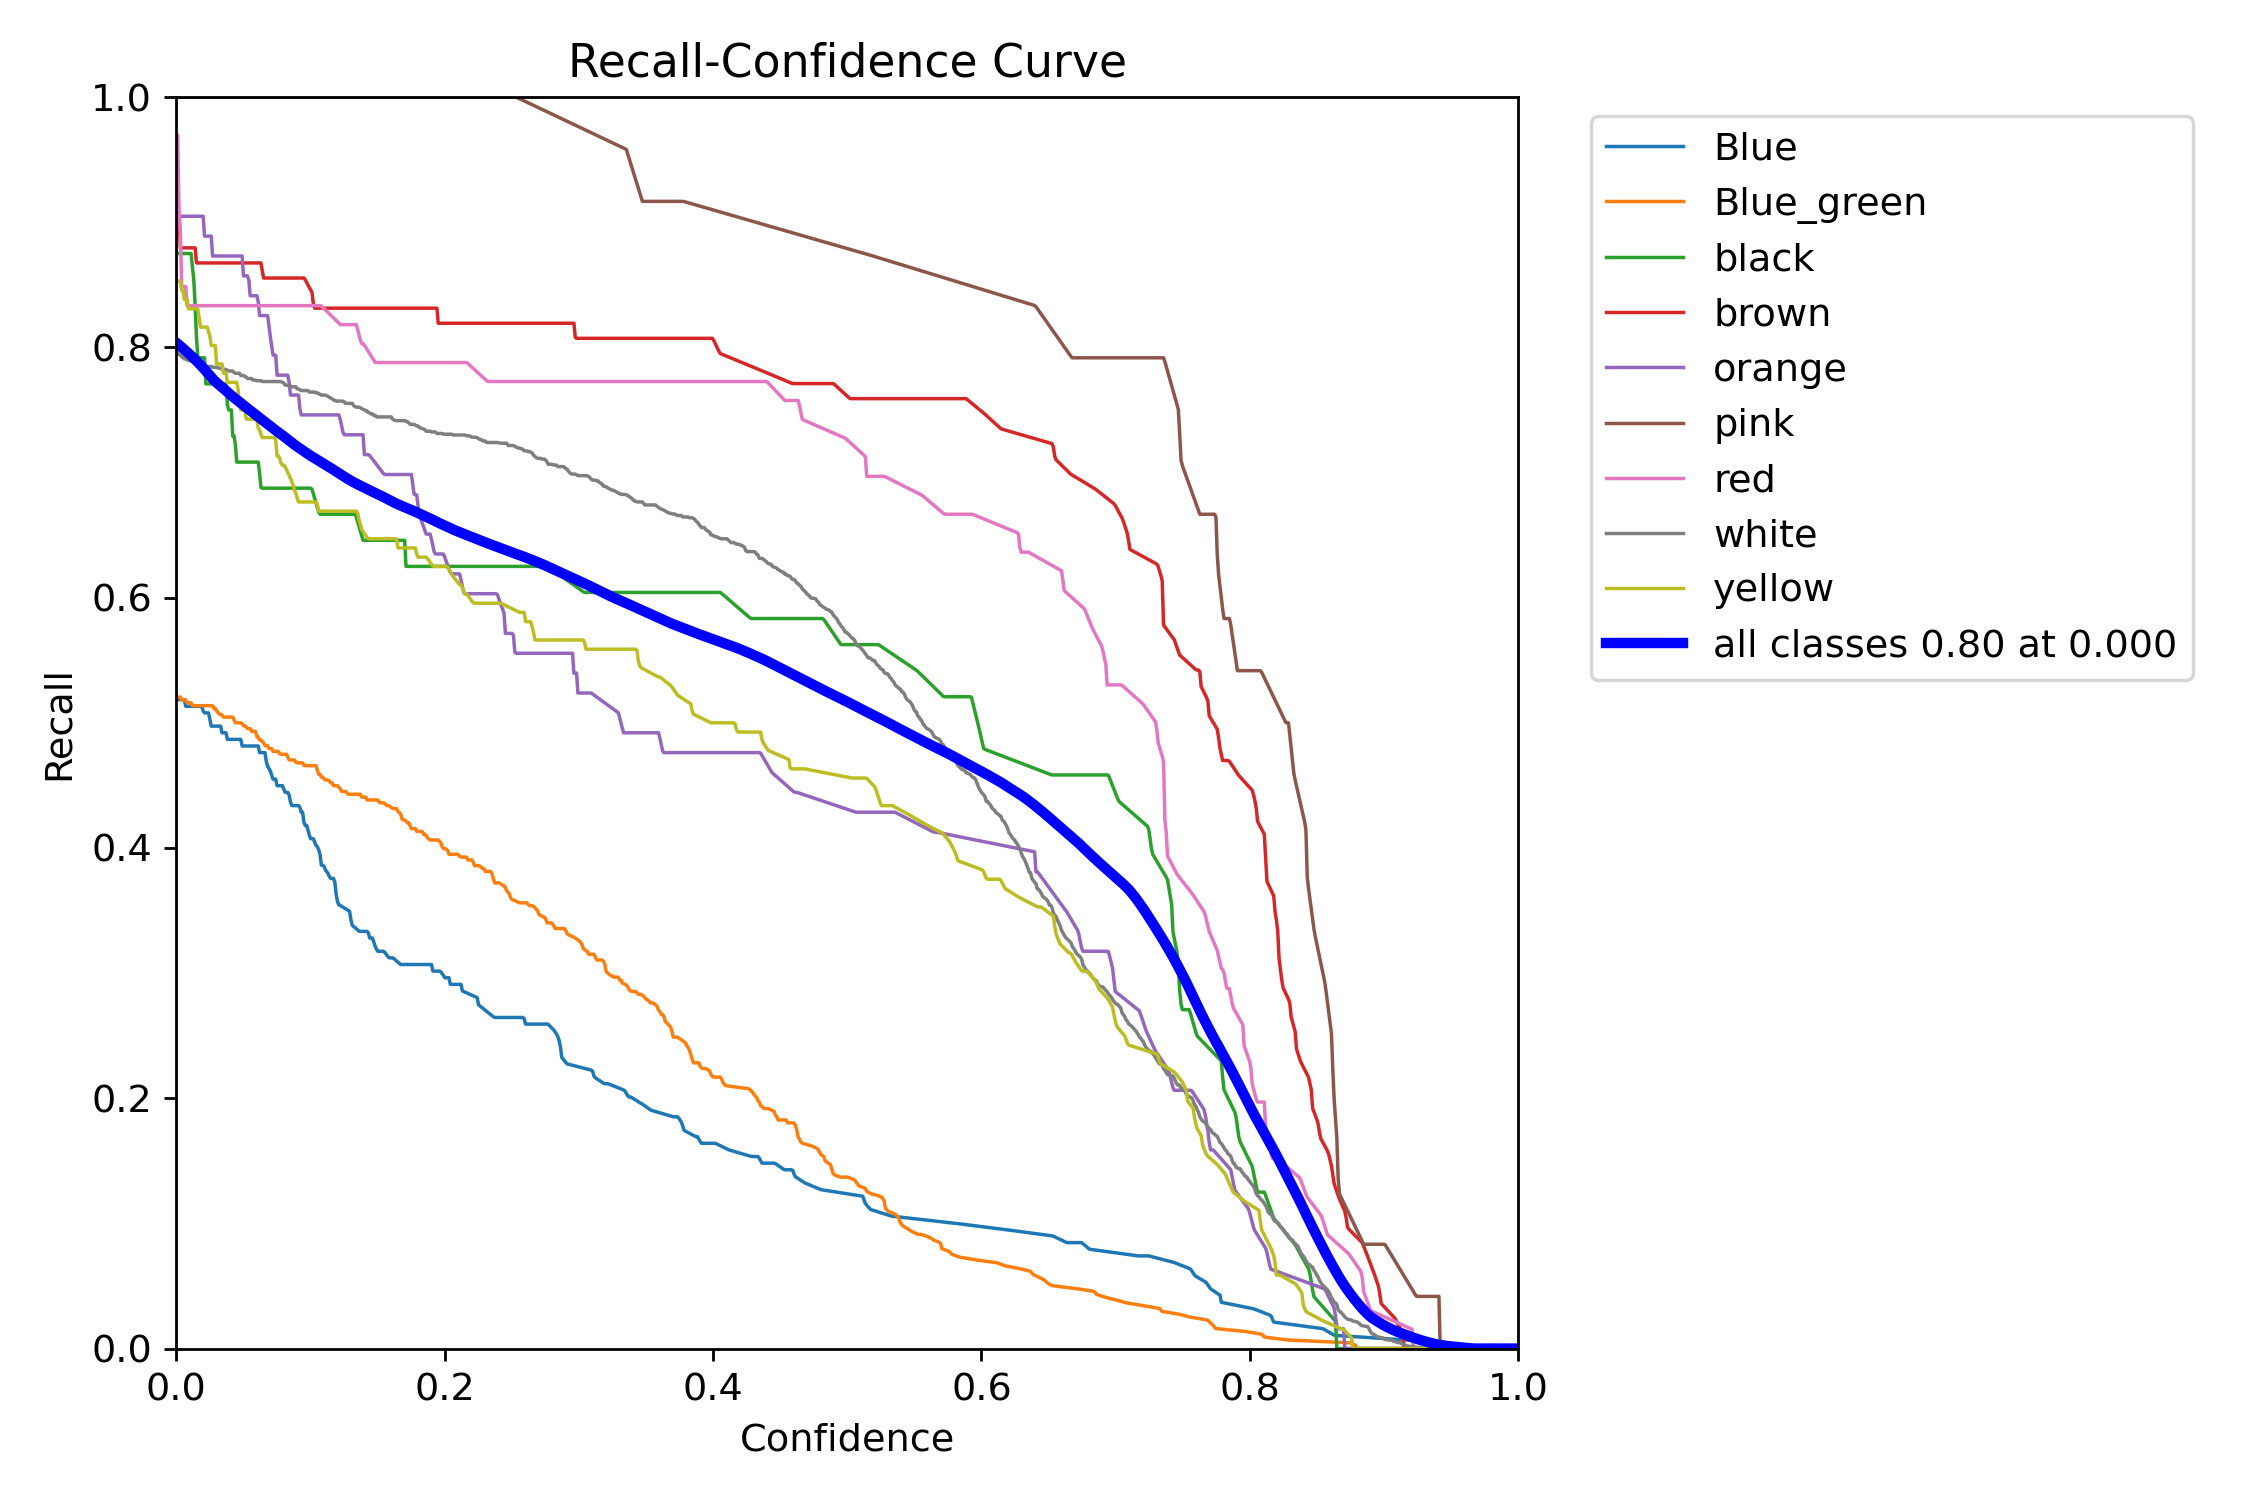 Recall-Confidence Curve
1.0
0.8
0.6
0.4
0.2
0.0
Recall
0.0 0.2 0.4 0.6 0.8 1.0
Confidence
Blue
Blue_green
black
brown
orange
pink
red
white
yellow
all classes 0.80 at 0.000